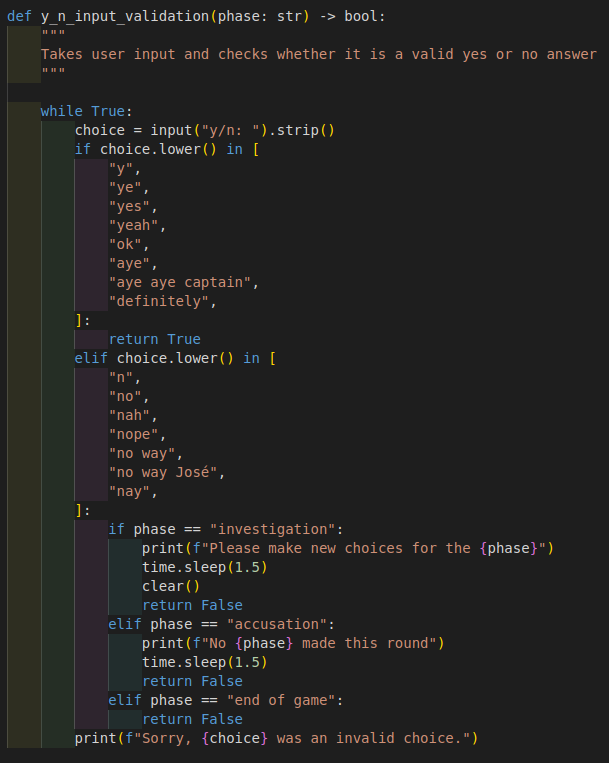 def y_n_input_validation(phase: str) -> bool:
    """
    Takes user input and checks whether it is a valid yes or no answer
    """

    while True:
        choice = input("y/n: ").strip()
        if choice.lower() in [
            "y",
            "ye",
            "yes",
            "yeah",
            "ok",
            "aye",
            "aye aye captain",
            "definitely",
        ]:
            return True
        elif choice.lower() in [
            "n",
            "no",
            "nah",
            "nope",
            "no way",
            "no way José",
            "nay",
        ]:
            if phase == "investigation":
                print(f"Please make new choices for the {phase}")
                time.sleep(1.5)
                clear()
                return False
            elif phase == "accusation":
                print(f"No {phase} made this round")
                time.sleep(1.5)
                return False
            elif phase == "end of game":
                return False
        print(f"Sorry, {choice} was an invalid choice.")